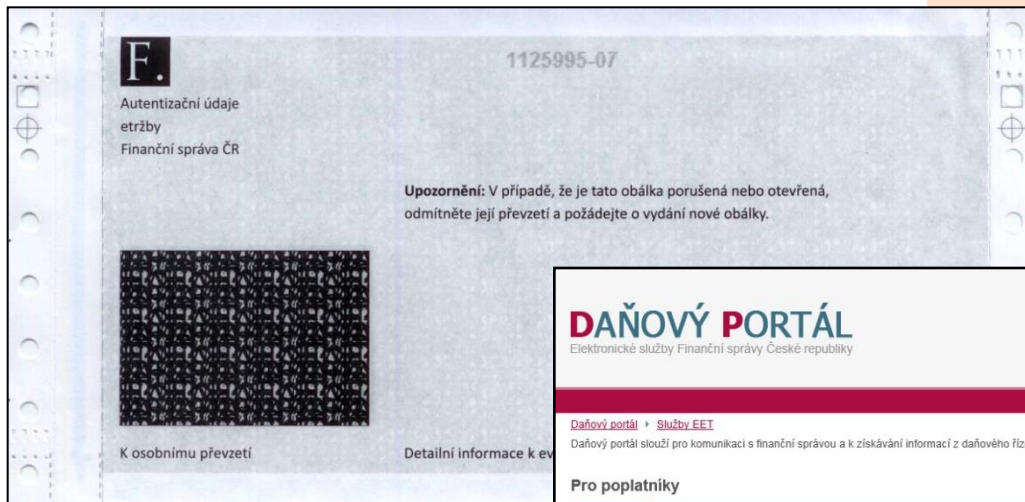 F.
1125995-07
Autentizační údaje
etržby
Finanční správa ČR
Upozornění: V případě, že je tato obálka porušená nebo otevřená,
odmítněte její převzetí a požádejte o vydání nové obálky.
K osobnímu převzetí
Detailní informace k ev
DAŇOVÝ PORTÁL
Elektronické služby Finanční správy České republiky
Daňový portál Služby EET
Daňový portál slouží pro komunikaci s finanční správou a k získávání informací z daňového říz
Pro poplatníky